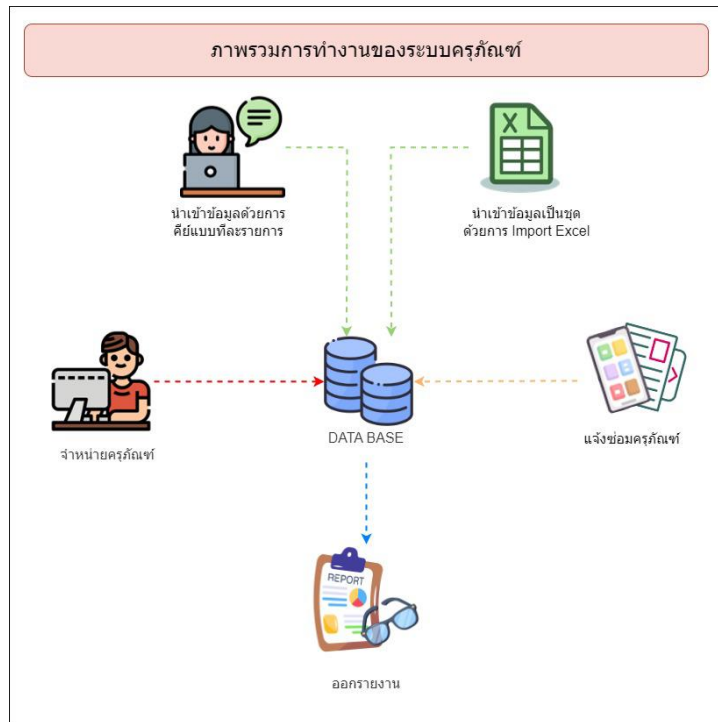 ภาพรวมการทำงานของระบบครุภัณฑ์
นำเข้าข้อมูลด้วยการ
คีย์แบบทีละรายการ
นำเข้าข้อมูลเป็นชุด
ด้วยการ Import Excel
X
จำหน่ายครุภัณฑ์
DATA BASE
แจ้งซ่อมครุภัณฑ์
REPORT
ออกรายงาน